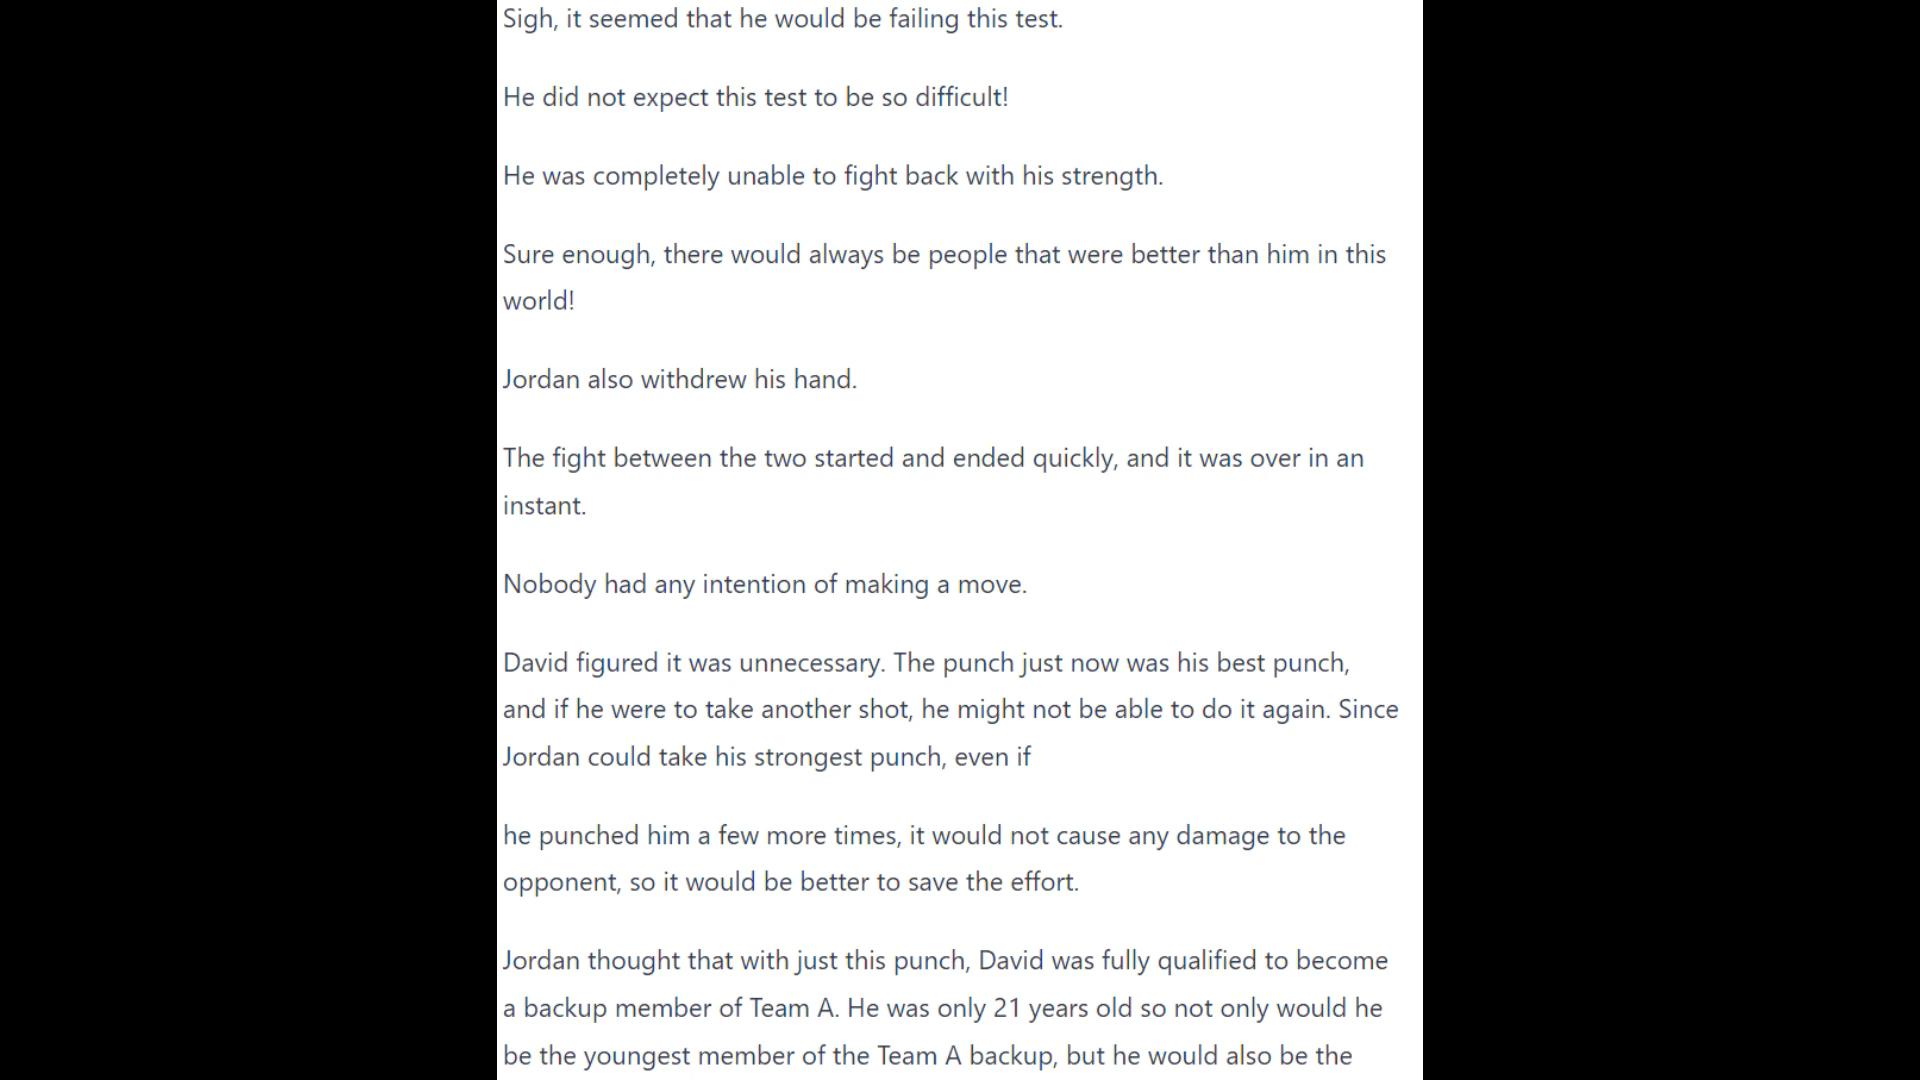 Sigh, it seemed that he would be failing this test.
He did not expect this test to be so difficult!
He was completely unable to fight back with his strength.
Sure enough, there would always be people that were better than him in this
world!
Jordan also withdrew his hand.
The fight between the two started and ended quickly, and it was over in an
instant.
Nobody had any intention of making a move.
David figured it was unnecessary. The punch just now was his best punch,
and if he were to take another shot, he might not be able to do it again. Since
Jordan could take his strongest punch, even if
he punched him a few more times, it would not cause any damage to the
opponent, so it would be better to save the effort.
Jordan thought that with just this punch, David was fully qualified to become
a backup member of Team A. He was only 21 years old so not only would he
be the youngest member of the Team A backup, but he would also be the